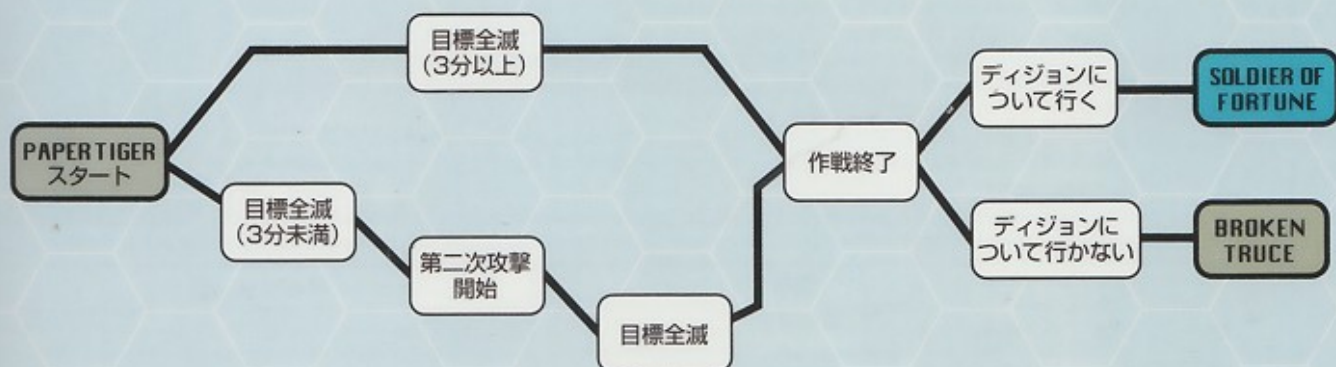 PAPER TIGER
スタート
目標全滅
(3分以上)
目標全滅
(3分未満)
第二次攻撃
開始
目標全滅
作戦終了
ディジョンに
ついて行く
SOLDIER OF
FORTUNE
ディジョンに
ついて行かない
BROKEN
TRUCE